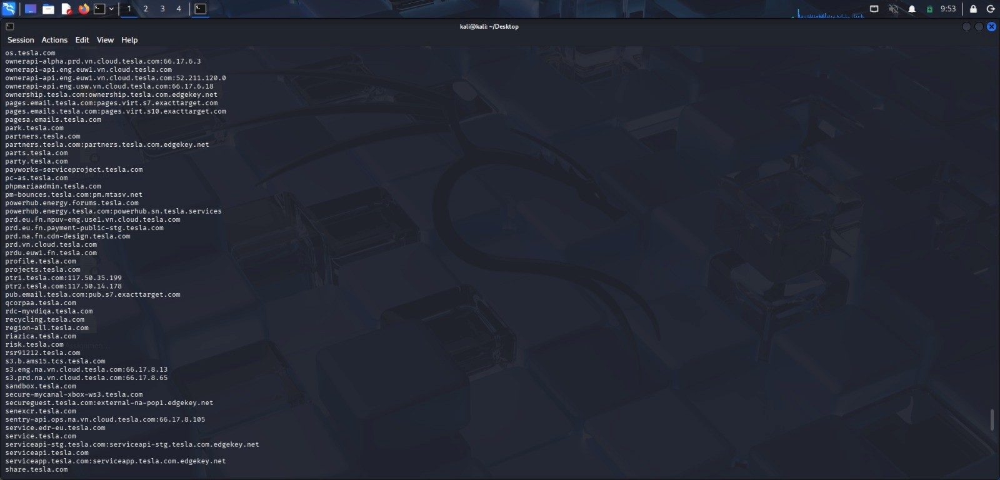 1 2 3 4 9:53
kali@kali: ~/Desktop
Session Actions Edit View Help
os.tesla.com
ownerapi-alpha.prd.vn.cloud.tesla.com:66.17.6.3
ownerapi-api.eng.euw1.vn.cloud.tesla.com
ownerapi-api.eng.euw1.vn.cloud.tesla.com:52.211.120.0
ownerapi-api.eng.usw.vn.cloud.tesla.com:66.17.6.18
ownership.tesla.com:ownership.tesla.com.edgekey.net
pages.email.tesla.com:pages.virt.s7.exacttarget.com
pages.emails.tesla.com:pages.virt.s10.exacttarget.com
pagesa.emails.tesla.com
park.tesla.com
partners.tesla.com
partners.tesla.com:partners.tesla.com.edgekey.net
parts.tesla.com
party.tesla.com
payworks-serviceproject.tesla.com
pc-as.tesla.com
phpmariaadmin.tesla.com
pm-bounces.tesla.com:pm.mtasv.net
powerhub.energy.forums.tesla.com
powerhub.energy.tesla.com:powerhub.sn.tesla.services
prd.eu.fn.npuv-eng.use1.vn.cloud.tesla.com
prd.eu.fn.payment-public-stg.tesla.com
prd.na.fn.cdn-design.tesla.com
prd.vn.cloud.tesla.com
prdu.euw1.fn.tesla.com
profile.tesla.com
projects.tesla.com
ptr1.tesla.com:117.50.35.199
ptr2.tesla.com:117.50.14.178
pub.email.tesla.com:pub.s7.exacttarget.com
qcorpaa.tesla.com
rdc-myvdiqa.tesla.com
recycling.tesla.com
region-all.tesla.com
riazica.tesla.com
risk.tesla.com
rsr91212.tesla.com
s3.b.ams15.tcs.tesla.com
s3.eng.na.vn.cloud.tesla.com:66.17.8.13
s3.prd.na.vn.cloud.tesla.com:66.17.8.65
sandbox.tesla.com
secure-mycanal-xbox-ws3.tesla.com
secureguest.tesla.com:external-na-pop1.edgekey.net
senexcr.tesla.com
sentry-api.ops.na.vn.cloud.tesla.com:66.17.8.105
service.edr-eu.tesla.com
service.tesla.com
serviceapi-stg.tesla.com:serviceapi-stg.tesla.com.edgekey.net
serviceapi.tesla.com
serviceapp.tesla.com:serviceapp.tesla.com.edgekey.net
share.tesla.com